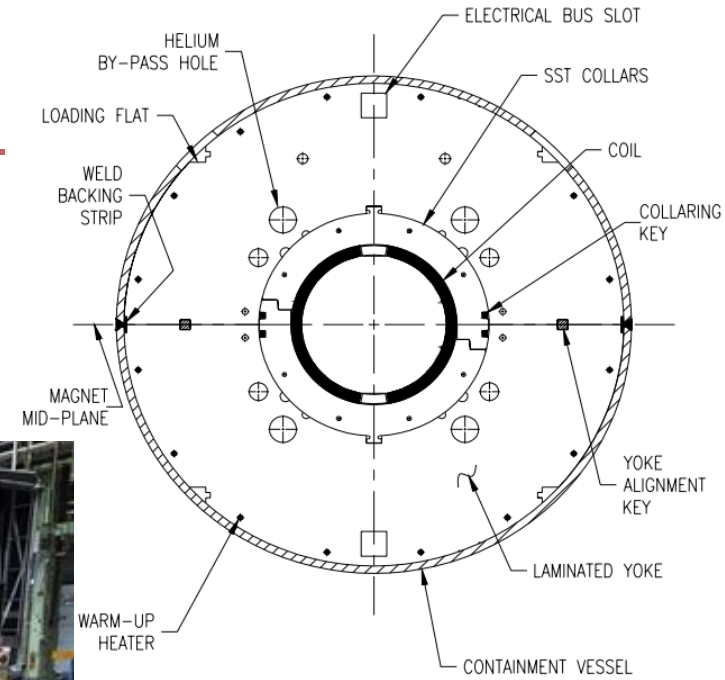 ELECTRICAL BUS SLOT
HELIUM
BY-PASS HOLE
SST COLLARS
LOADING FLAT
COIL
WELD
BACKING
STRIP
COLLARING
KEY
MAGNET
MID-PLANE
YOKE
ALIGNMENT
KEY
LAMINATED YOKE
WARM-UP
HEATER
CONTAINMENT VESSEL